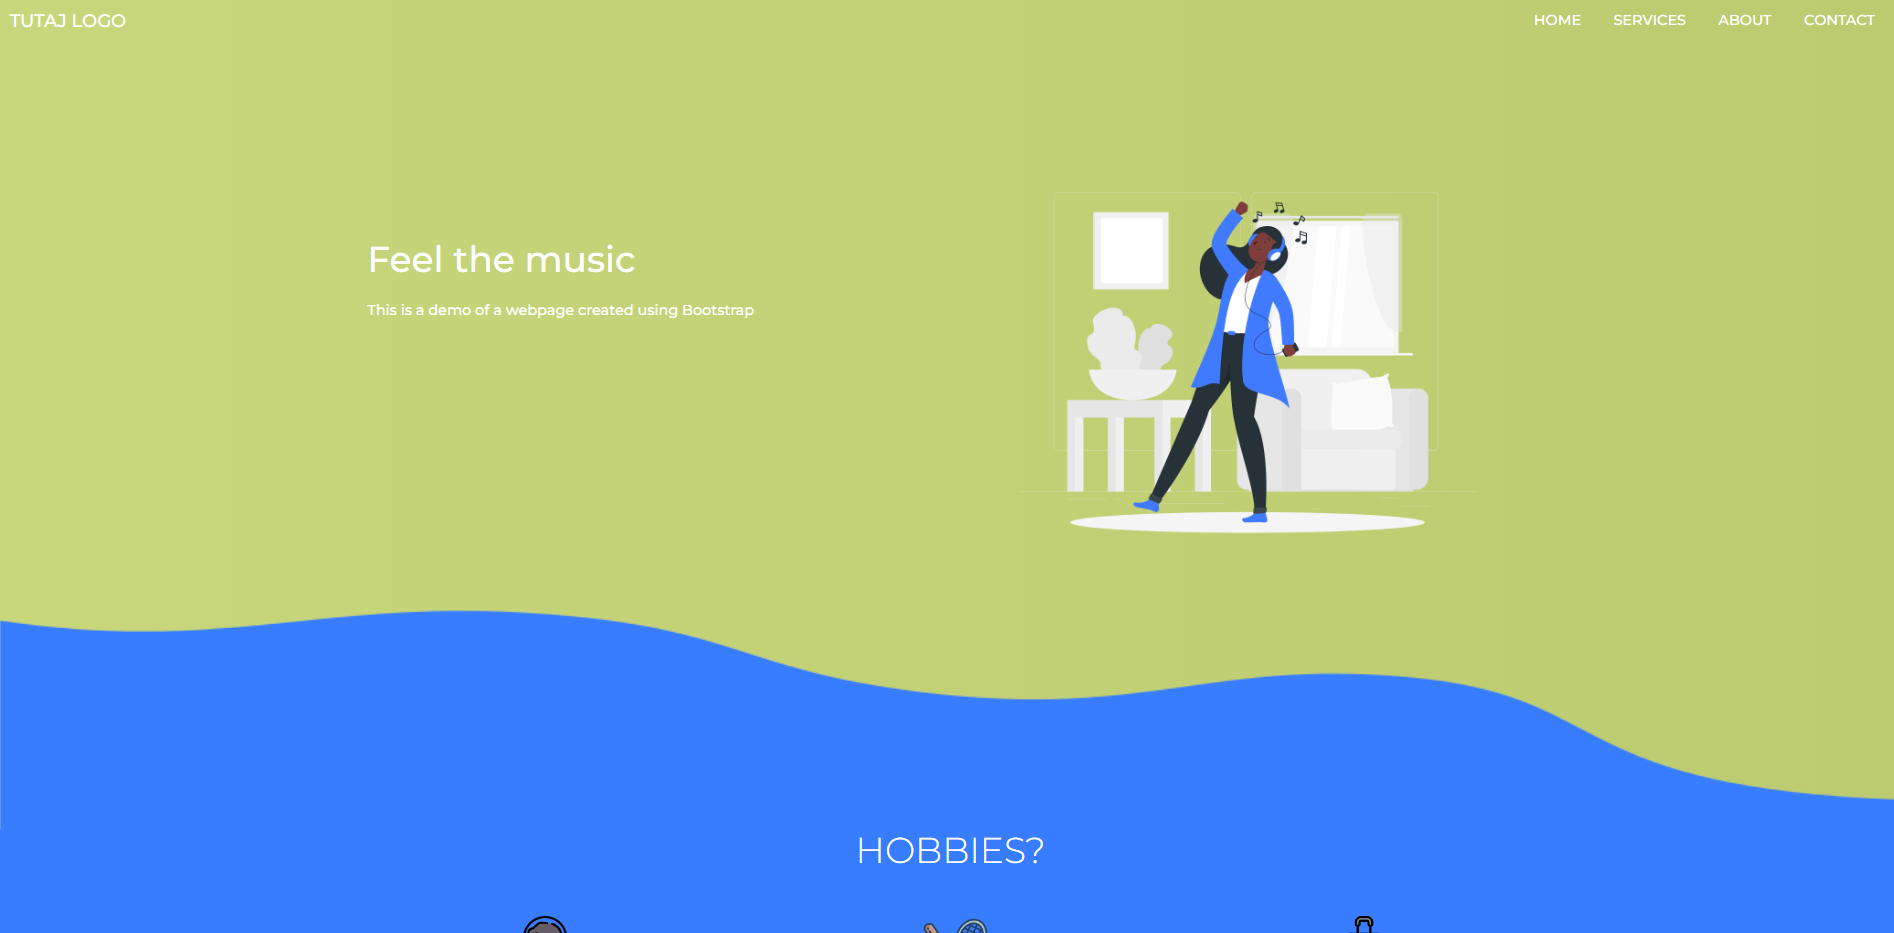 TUTAJ LOGO
HOME SERVICES ABOUT CONTACT
Feel the music
This is a demo of a webpage created using Bootstrap
HOBBIES?